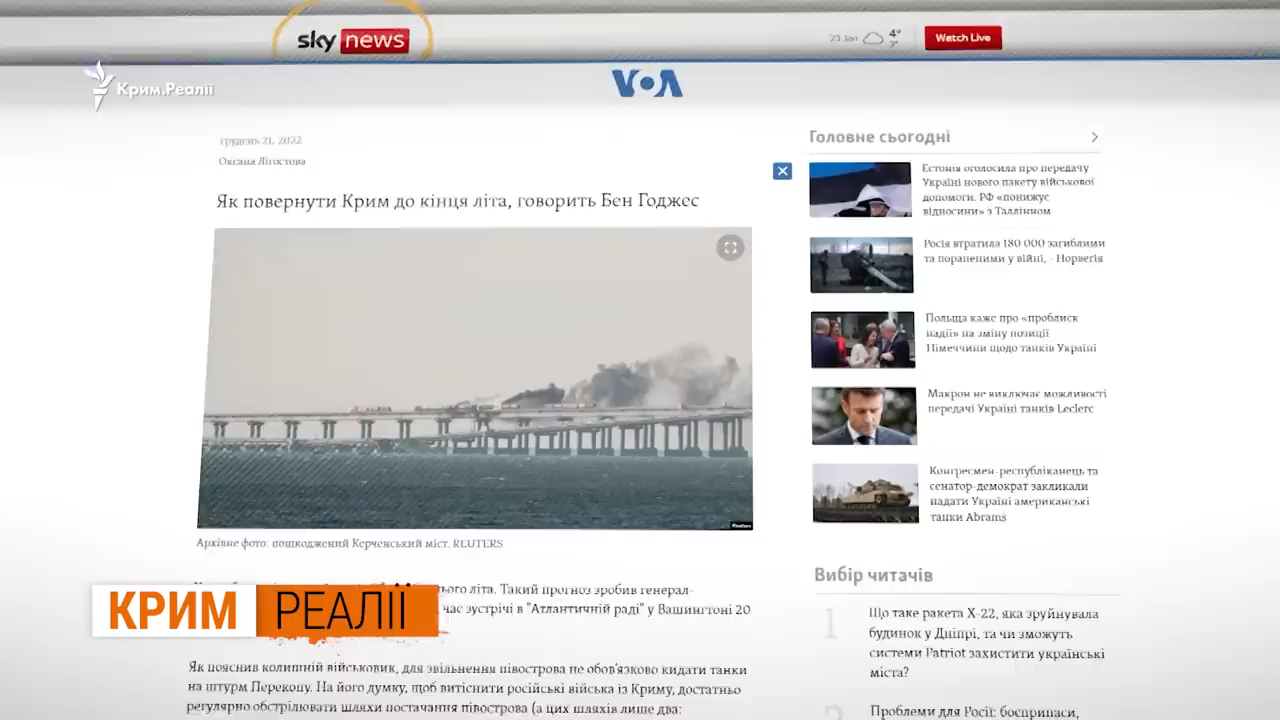 sky news
23 Jan
4°
3°
Watch Live
Крим.Реалії
VOA
грудень 21, 2022
Оксана Лігостова
Як повернути Крим до кінця літа, говорить Бен Годжес
Reuters
Архівне фото: пошкоджений Керченський міст. REUTERS
ього літа. Такий прогноз зробив генерал-
час зустрічі в "Атлантичній раді" у Вашингтоні 20
КРИМ РЕАЛІЇ
Як пояснив колишній військовик, для звільнення півострова не обов'язково кидати танки
на штурм Перекопу. На його думку, щоб витіснити російські війська із Криму, достатньо
регулярно обстрілювати шляхи постачання півострова (а цих шляхів лише два:
Головне сьогодні
Естонія оголосила про передачу
Україні нового пакету військової
допомоги. РФ «понижує
відносини» з Таллінном
Росія втратила 180 000 загиблими
та пораненими у війні, - Норвегія
Польща каже про «проблиск
надії» на зміну позиції
Німеччини щодо танків Україні
Макрон не виключає можливості
передачі Україні танків Leclerc
Конгресмен-республіканець та
сенатор-демократ закликали
надати Україні американські
танки Abrams
Вибір читачів
1
Що таке ракета Х-22, яка зруйнувала
будинок у Дніпрі, та чи зможуть
системи Patriot захистити українські
міста?
2
Проблеми для Росії: боєприпаси,